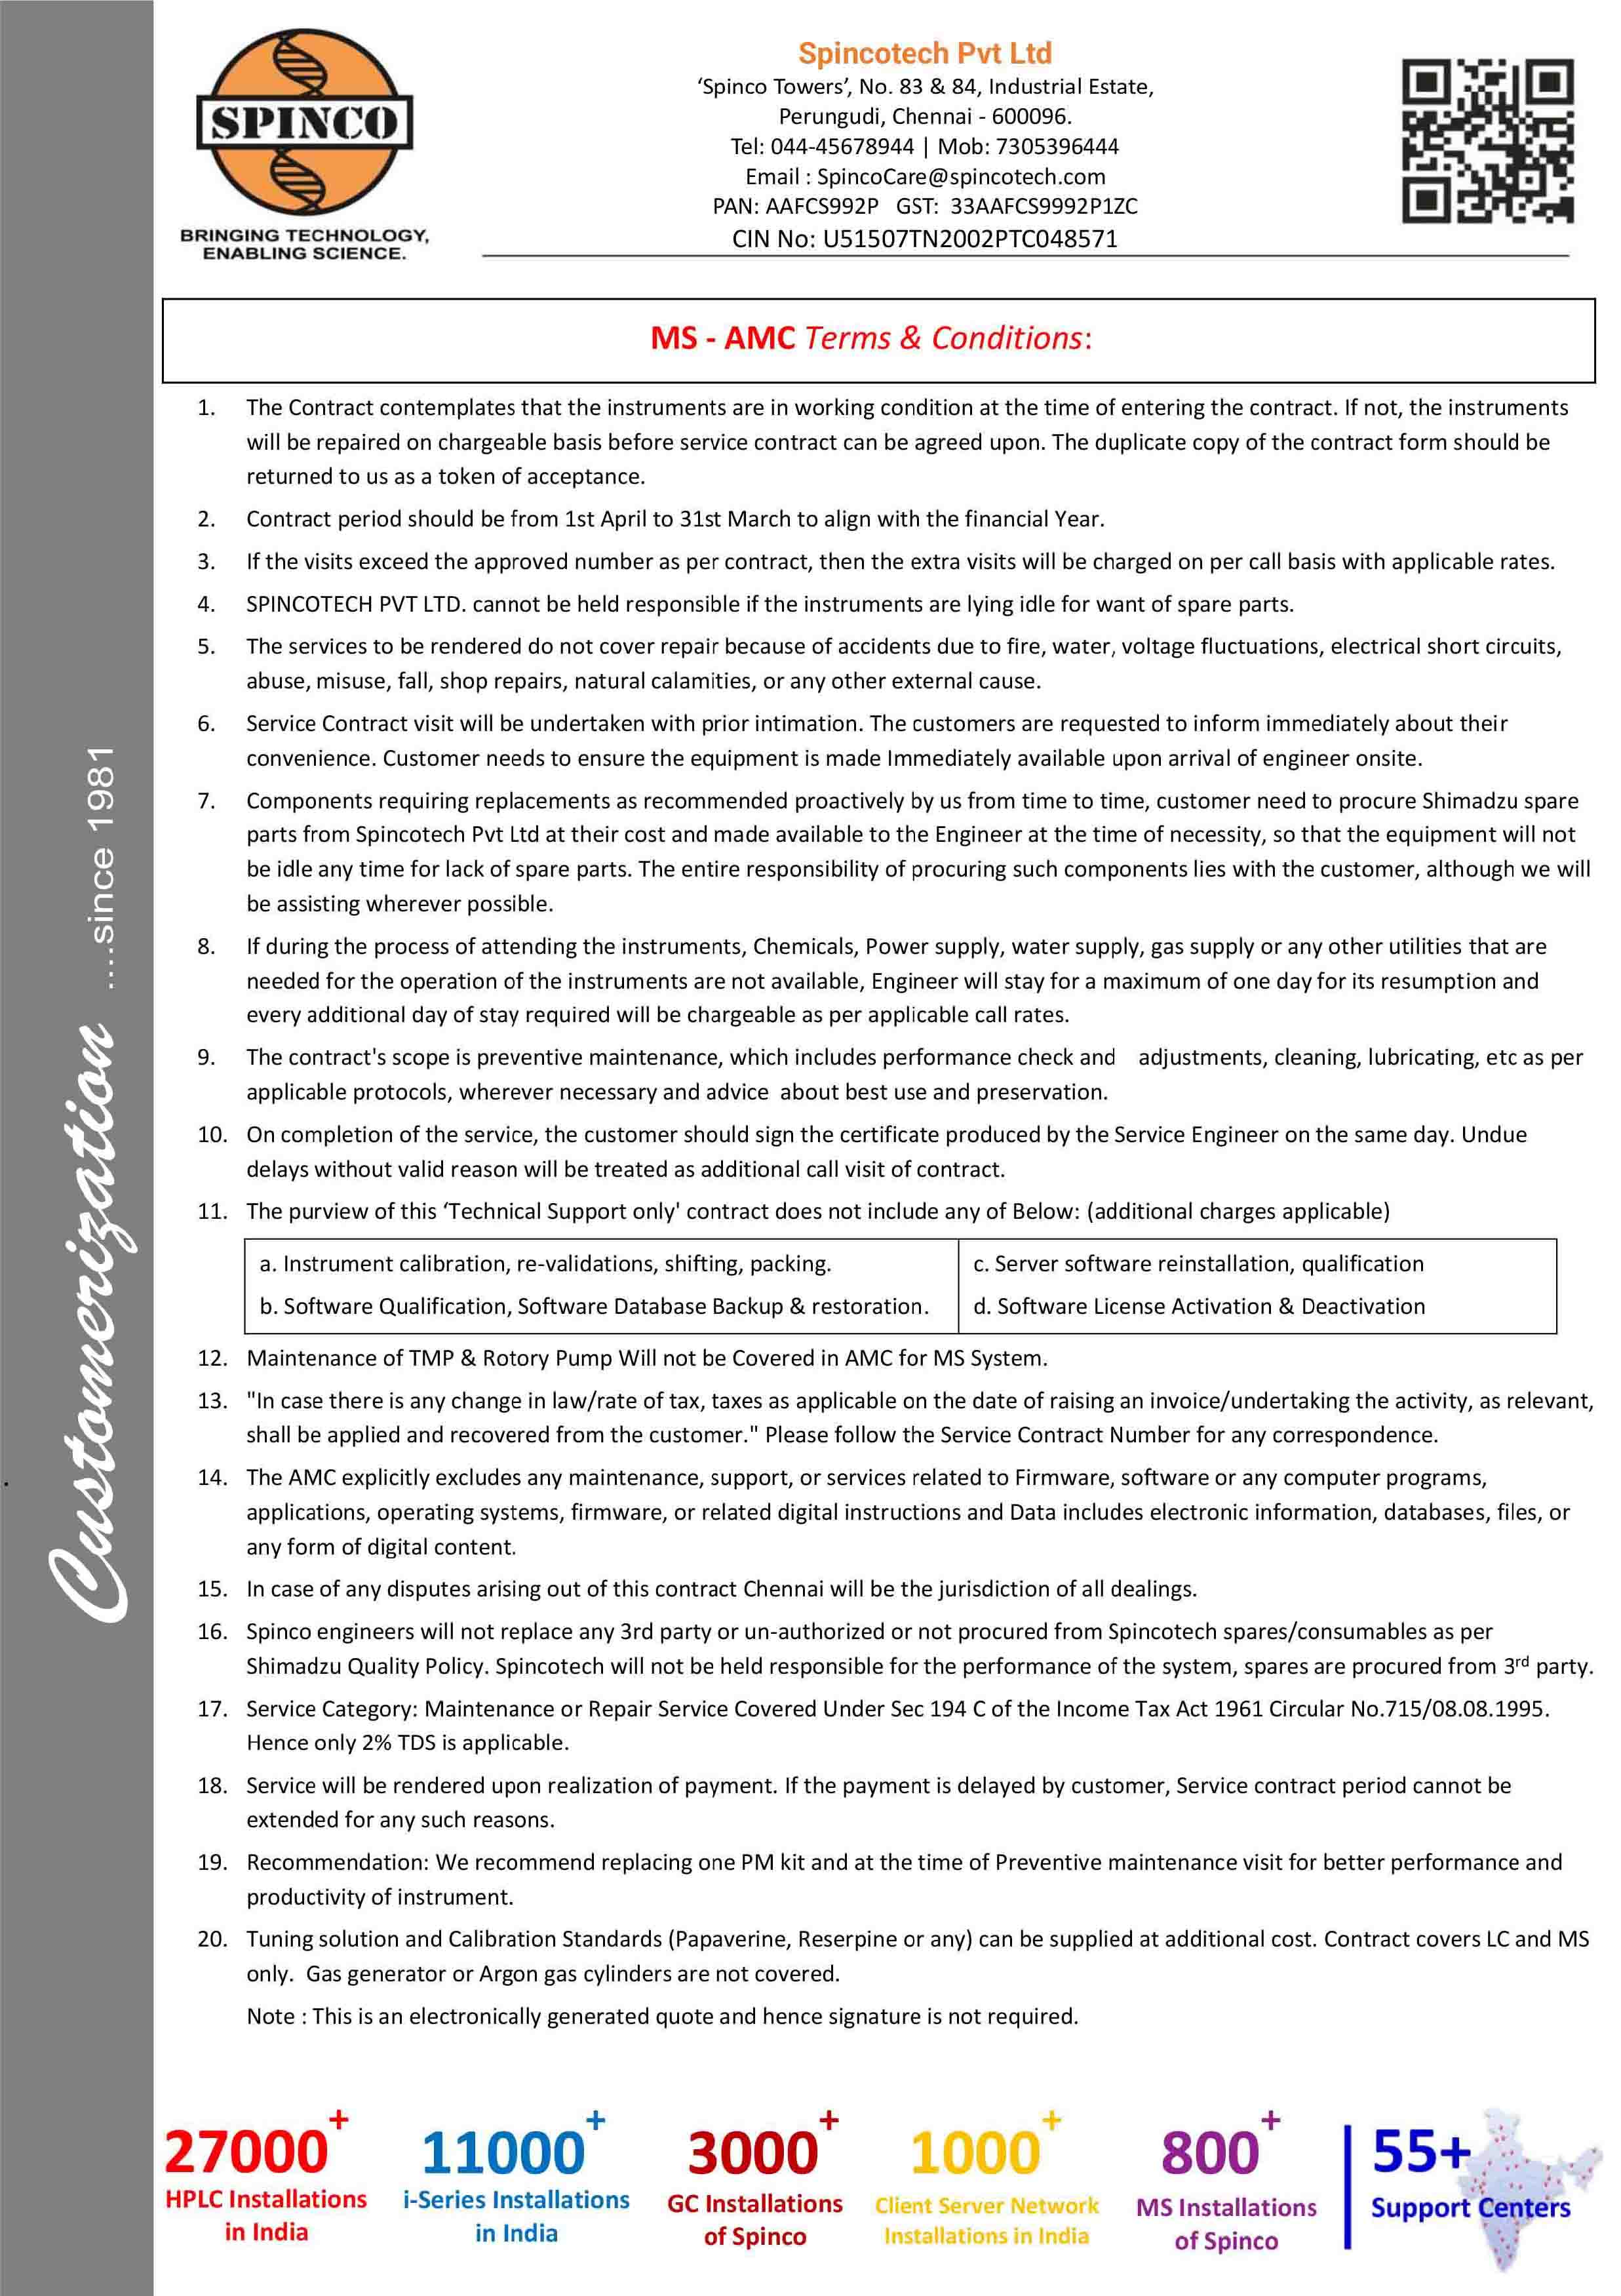 SPINCO
BRINGING TECHNOLOGY,
ENABLING SCIENCE.
Spincotech Pvt Ltd
‘Spinco Towers’, No. 83 & 84, Industrial Estate,
Perungudi, Chennai - 600096.
Tel: 044-45678944 | Mob: 7305396444
Email : SpincoCare@spincotech.com
PAN: AAFCS992P GST: 33AAFCS9992P1ZC
CIN No: U51507TN2002PTC048571
Customerization ....since 1981
MS - AMC Terms & Conditions:
1. The Contract contemplates that the instruments are in working condition at the time of entering the contract. If not, the instruments
will be repaired on chargeable basis before service contract can be agreed upon. The duplicate copy of the contract form should be
returned to us as a token of acceptance.
2. Contract period should be from 1st April to 31st March to align with the financial Year.
3. If the visits exceed the approved number as per contract, then the extra visits will be charged on per call basis with applicable rates.
4. SPINCOTECH PVT LTD. cannot be held responsible if the instruments are lying idle for want of spare parts.
5. The services to be rendered do not cover repair because of accidents due to fire, water, voltage fluctuations, electrical short circuits,
abuse, misuse, fall, shop repairs, natural calamities, or any other external cause.
6. Service Contract visit will be undertaken with prior intimation. The customers are requested to inform immediately about their
convenience. Customer needs to ensure the equipment is made Immediately available upon arrival of engineer onsite.
7. Components requiring replacements as recommended proactively by us from time to time, customer need to procure Shimadzu spare
parts from Spincotech Pvt Ltd at their cost and made available to the Engineer at the time of necessity, so that the equipment will not
be idle any time for lack of spare parts. The entire responsibility of procuring such components lies with the customer, although we will
be assisting wherever possible.
8. If during the process of attending the instruments, Chemicals, Power supply, water supply, gas supply or any other utilities that are
needed for the operation of the instruments are not available, Engineer will stay for a maximum of one day for its resumption and
every additional day of stay required will be chargeable as per applicable call rates.
9. The contract's scope is preventive maintenance, which includes performance check and adjustments, cleaning, lubricating, etc as per
applicable protocols, wherever necessary and advice about best use and preservation.
10. On completion of the service, the customer should sign the certificate produced by the Service Engineer on the same day. Undue
delays without valid reason will be treated as additional call visit of contract.
11. The purview of this ‘Technical Support only' contract does not include any of Below: (additional charges applicable)
a. Instrument calibration, re-validations, shifting, packing.
b. Software Qualification, Software Database Backup & restoration.
c. Server software reinstallation, qualification
d. Software License Activation & Deactivation
12. Maintenance of TMP & Rotory Pump Will not be Covered in AMC for MS System.
13. "In case there is any change in law/rate of tax, taxes as applicable on the date of raising an invoice/undertaking the activity, as relevant,
shall be applied and recovered from the customer." Please follow the Service Contract Number for any correspondence.
14. The AMC explicitly excludes any maintenance, support, or services related to Firmware, software or any computer programs,
applications, operating systems, firmware, or related digital instructions and Data includes electronic information, databases, files, or
any form of digital content.
15. In case of any disputes arising out of this contract Chennai will be the jurisdiction of all dealings.
16. Spinco engineers will not replace any 3rd party or un-authorized or not procured from Spincotech spares/consumables as per
Shimadzu Quality Policy. Spincotech will not be held responsible for the performance of the system, spares are procured from 3rd party.
17. Service Category: Maintenance or Repair Service Covered Under Sec 194 C of the Income Tax Act 1961 Circular No.715/08.08.1995.
Hence only 2% TDS is applicable.
18. Service will be rendered upon realization of payment. If the payment is delayed by customer, Service contract period cannot be
extended for any such reasons.
19. Recommendation: We recommend replacing one PM kit and at the time of Preventive maintenance visit for better performance and
productivity of instrument.
20. Tuning solution and Calibration Standards (Papaverine, Reserpine or any) can be supplied at additional cost. Contract covers LC and MS
only. Gas generator or Argon gas cylinders are not covered.
Note : This is an electronically generated quote and hence signature is not required.
27000+
HPLC Installations
in India
11000+
i-Series Installations
in India
3000+
GC Installations
of Spinco
1000+
Client Server Network
Installations in India
800+
MS Installations
of Spinco
55+
Support Centers